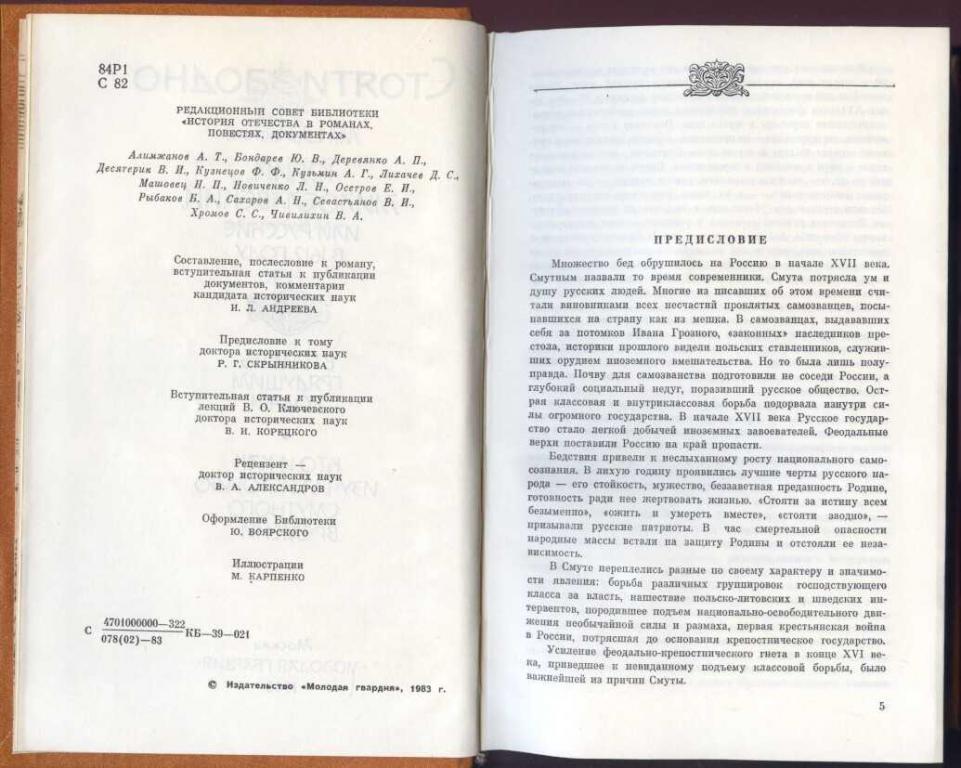 84Р1
С 82
РЕДАКЦИОННЫЙ СОВЕТ БИБЛИОТЕКИ
«ИСТОРИЯ ОТЕЧЕСТВА В РОМАНАХ,
ПОВЕСТЯХ, ДОКУМЕНТАХ»
Алимжанов А. Т., Бондарев Ю. В., Деревянко А. П.,
Десятерик В. И., Кузнецов Ф. Ф., Кузьмин А. Г., Лихачев Д. С.,
Машовец Н. П., Новиченко Л. Н., Осетров Е. И.,
Рыбаков Б. А., Сахаров А. Н., Севастьянов В. И.,
Хромов С. С., Чивилихин В. А.
Составление, послесловие к роману,
вступительная статья к публикации
документов, комментарии
кандидата исторических наук
И. Л. АНДРЕЕВА
Предисловие к тому
доктора исторических наук
Р. Г. СКРЫННИКОВА
Вступительная статья к публикации
лекций В. О. Ключевского
доктора исторических наук
В. И. КОРЕЦКОГО
Рецензент —
доктор исторических наук
В. А. АЛЕКСАНДРОВ
Оформление Библиотеки
Ю. БОЯРСКОГО
Иллюстрации
М. КАРПЕНКО
С 4701000000—322
078(02)—83 КБ—39—021
© Издательство «Молодая гвардия», 1983 г.
ПРЕДИСЛОВИЕ
Множество бед обрушилось на Россию в начале XVII века.
Смутным назвали то время современники. Смута потрясла ум и
душу русских людей. Многие из писавших об этом времени счи-
тали виновниками всех несчастий проклятых самозванцев, посы-
павшихся на страну как из мешка. В самозванцах, выдававших
себя за потомков Ивана Грозного, «законных» наследников пре-
стола, историки прошлого видели польских ставленников, служив-
ших орудием иноземного вмешательства. Но то была лишь полу-
правда. Почву для самозванства подготовили не соседи России, а
глубокий социальный недуг, поразивший русское общество. Ост-
рая классовая и внутриклассовая борьба подорвала изнутри си-
лы огромного государства. В начале XVII века Русское государ-
ство стало легкой добычей иноземных завоевателей. Феодальные
верхи поставили Россию на край пропасти.
Бедствия привели к неслыханному росту национального само-
сознания. В лихую годину проявились лучшие черты русского на-
рода — его стойкость, мужество, беззаветная преданность Родине,
готовность ради нее жертвовать жизнью. «Стояти за истину всем
безыменно», «ожить и умереть вместе», «стояти заодно», —
призывали русские патриоты. В час смертельной опасности
народные массы встали на защиту Родины и отстояли ее неза-
висимость.
В Смуте переплелись разные по своему характеру и значимо-
сти явления: борьба различных группировок господствующего
класса за власть, нашествие польско-литовских и шведских ин-
тервентов, породившее подъем национально-освободительного дви-
жения необычайной силы и размаха, первая крестьянская война
в России, потрясшая до основания крепостническое государство.
Усиление феодально-крепостнического гнета в конце XVI ве-
ка, приведшее к невиданному подъему классовой борьбы, было
важнейшей из причин Смуты.
5